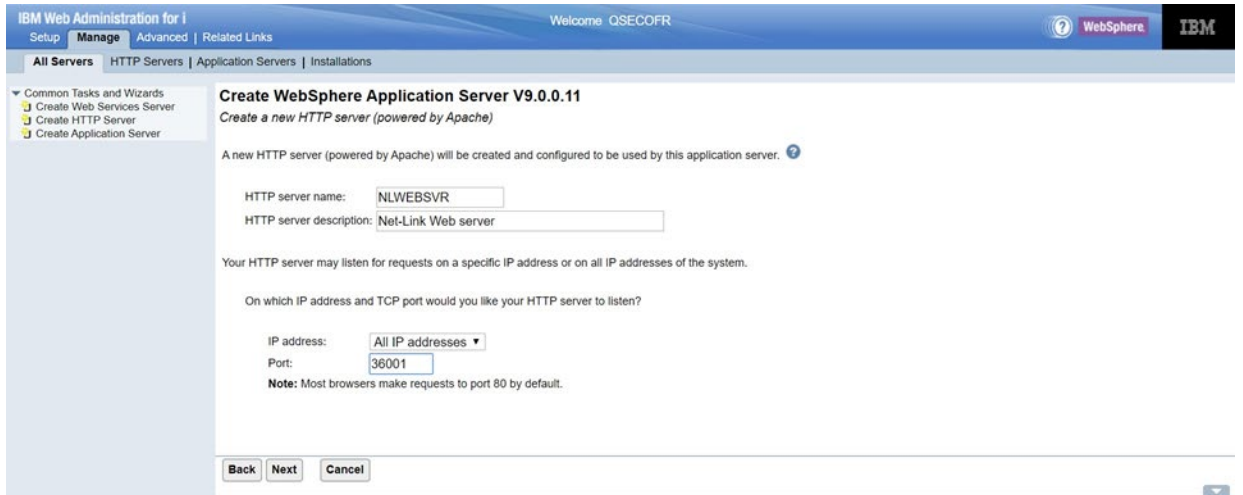 IBM Web Administration for i
Welcome QSECOFR
WebSphere
IBM
Setup Manage Advanced | Related Links
All Servers HTTP Servers | Application Servers | Installations
Common Tasks and Wizards
Create Web Services Server
Create HTTP Server
Create Application Server
Create WebSphere Application Server V9.0.0.11
Create a new HTTP server (powered by Apache)
A new HTTP server (powered by Apache) will be created and configured to be used by this application server. ?
HTTP server name: NLWEBSVR
HTTP server description: Net-Link Web server
Your HTTP server may listen for requests on a specific IP address or on all IP addresses of the system.
On which IP address and TCP port would you like your HTTP server to listen?
IP address: All IP addresses
Port: 36001
Note: Most browsers make requests to port 80 by default.
Back Next Cancel